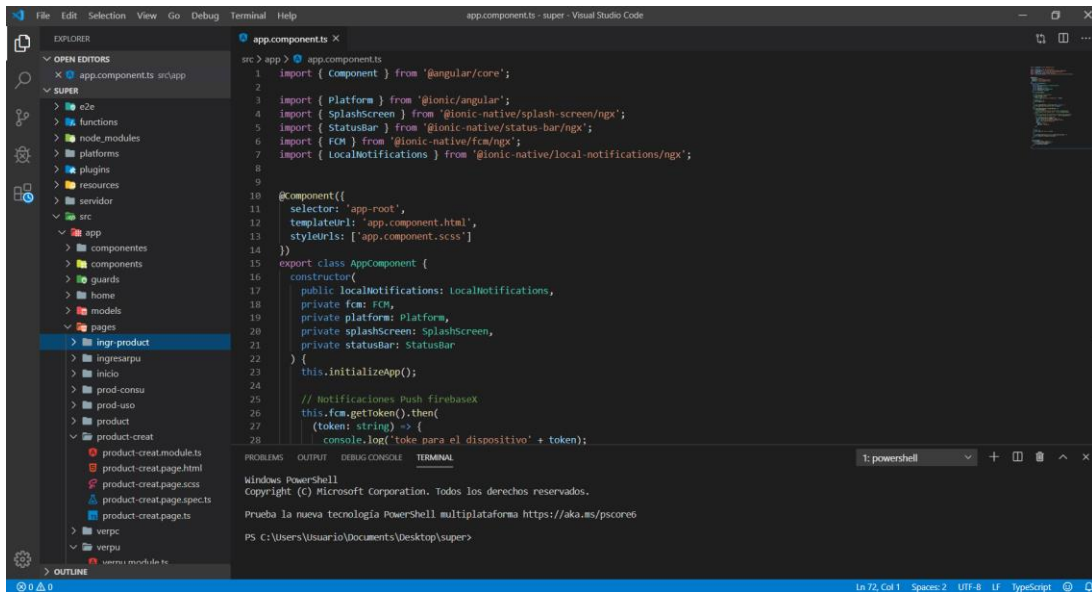 File Edit Selection View Go Debug Terminal Help
app.component.ts - super - Visual Studio Code
EXPLORER
OPEN EDITORS
app.component.ts src\app
SUPER
e2e
functions
node_modules
platforms
plugins
resources
servidor
src
app
componentes
components
guards
home
models
pages
ingr-product
ingresarpu
inicio
prod-consu
prod-uso
product
product-creat
product-creat.module.ts
product-creat.page.html
product-creat.page.scss
product-creat.page.spec.ts
product-creat.page.ts
verpc
verpu
verpu.module.ts
OUTLINE
app.component.ts
src > app > app.component.ts
1 import { Component } from '@angular/core';
2
3 import { Platform } from '@ionic/angular';
4 import { SplashScreen } from '@ionic-native/splash-screen/ngx';
5 import { StatusBar } from '@ionic-native/status-bar/ngx';
6 import { FCM } from '@ionic-native/fcm/ngx';
7 import { LocalNotifications } from '@ionic-native/local-notifications/ngx';
8
9
10 @Component({
11 selector: 'app-root',
12 templateUrl: 'app.component.html',
13 styleUrls: ['app.component.scss']
14 })
15 export class AppComponent {
16 constructor(
17 public localNotifications: LocalNotifications,
18 private fcm: FCM,
19 private platform: Platform,
20 private splashScreen: SplashScreen,
21 private statusBar: StatusBar
22 ) {
23 this.initializeApp();
24
25 // Notificaciones Push firebaseX
26 this.fcm.getToken().then(
27 (token: string) => {
28 console.log('toke para el dispositivo' + token);
PROBLEMS OUTPUT DEBUG CONSOLE TERMINAL
1: powershell
Windows PowerShell
Copyright (C) Microsoft Corporation. Todos los derechos reservados.
Prueba la nueva tecnología PowerShell multiplataforma https://aka.ms/pscore6
PS C:\Users\Usuario\Documents\Desktop\super>
0 0
Ln 72, Col 1 Spaces: 2 UTF-8 LF TypeScript